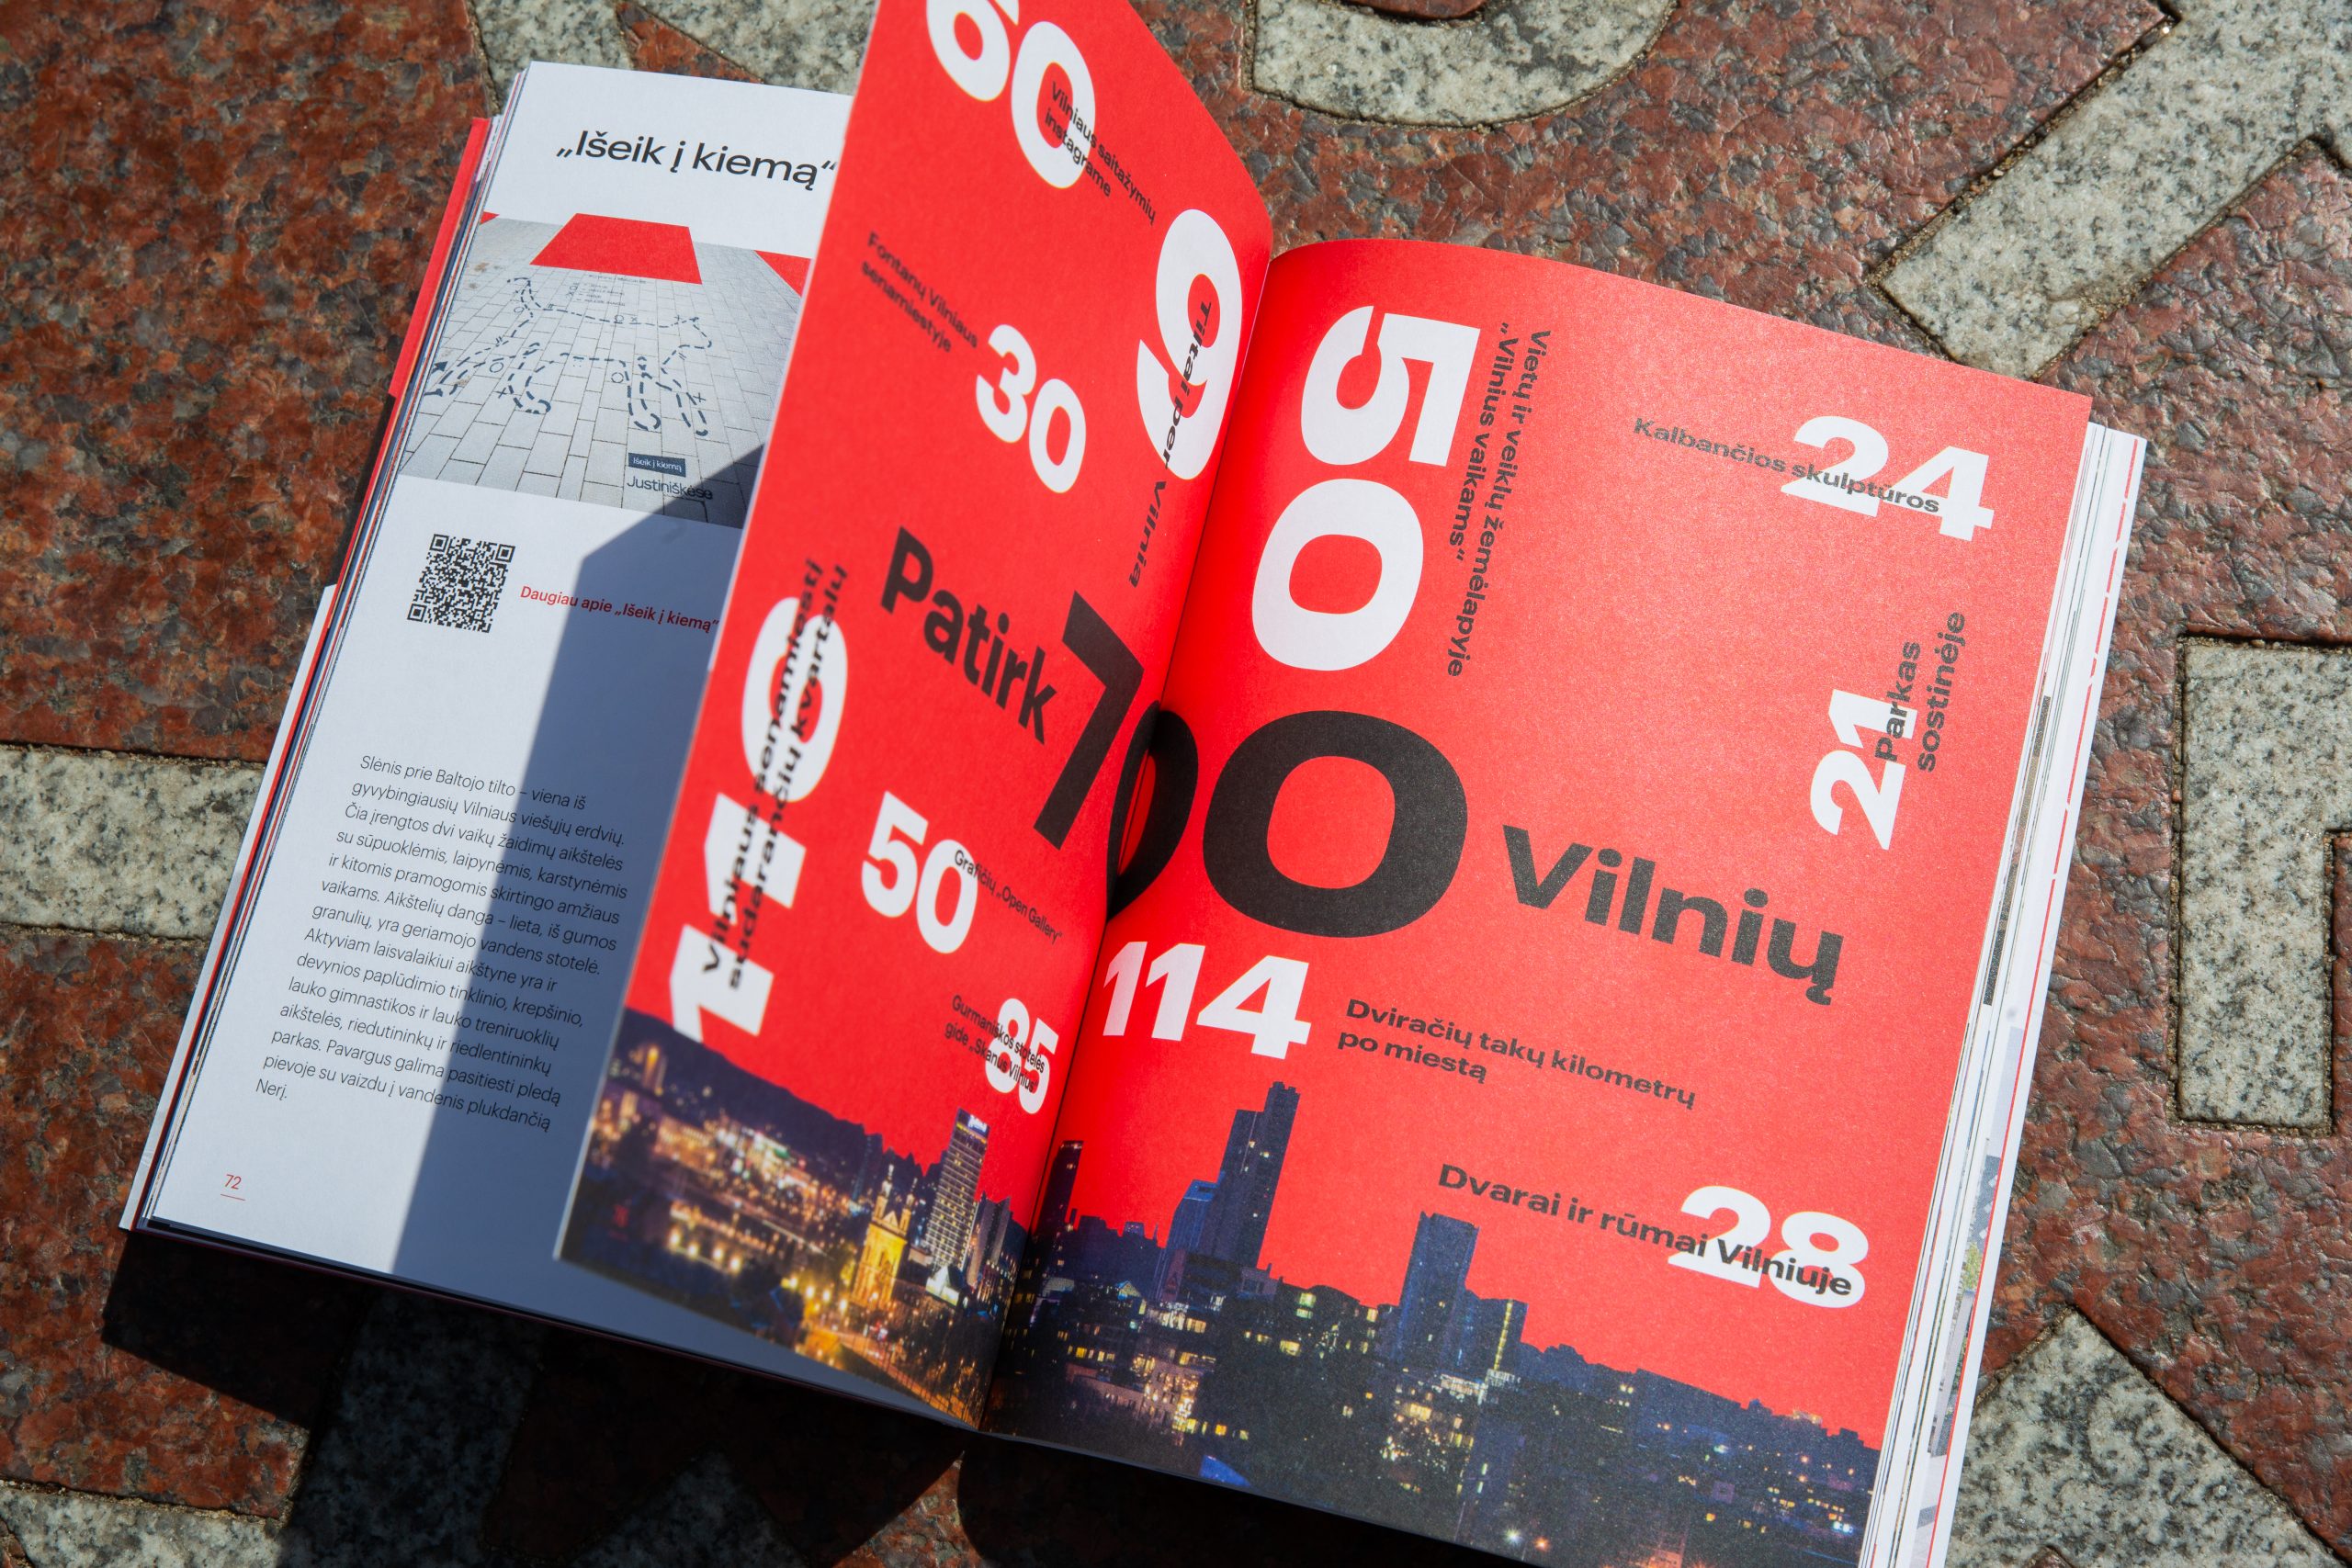 „Išeik į kiemą“
Išeik į kiemą
Justiniškėse
Daugiau apie „Išeik į kiemą“
Slėnis prie Baltojo tilto – viena iš
gyvybingiausių Vilniaus viešųjų erdvių.
Čia įrengtos dvi vaikų žaidimų aikštelės
su sūpuoklėmis, laipynėmis, karstynėmis
ir kitomis pramogomis skirtingo amžiaus
vaikams. Aikštelių danga – lieta, iš gumos
granulių, yra geriamojo vandens stotelė.
Aktyviam laisvalaikiui aikštyne yra ir
devynios paplūdimio tinklinio, krepšinio,
lauko gimnastikos ir lauko treniruoklių
aikštelės, riedutininkų ir riedlentininkų
parkas. Pavargus galima pasitiesti pledą
pievoje su vaizdu į vandenis plukdančią
Nerį.
72
60
Vilniaus saitažymių
instagrame
Fontanų Vilniaus
senamiestyje
30
9
Tiltai per Vilnią
110
Vilniaus senamiestį
sudarančių kvartalų
50
Grafičių „Open Gallery“
85
Gurmaniškos stotelės
gide „Skanus Vilnius“
Patirk 700 Vilnių
50
Vietų ir veiklų žemėlapyje
„Vilnius vaikams“
24
Kalbančios skulptūros
21
Parkas
sostinėje
114
Dviračių takų kilometrų
po miestą
28
Dvarai ir rūmai Vilniuje